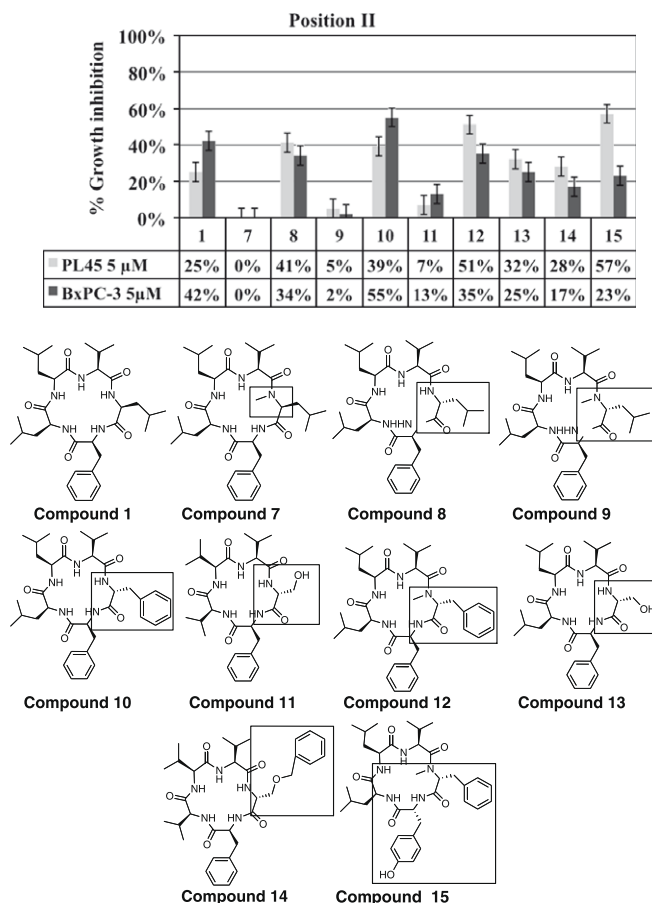 Position II
% Growth inhibition
100%
80%
60%
40%
20%
0%
1 7 8 9 10 11 12 13 14 15
PL45 5 µM 25% 0% 41% 5% 39% 7% 51% 32% 28% 57%
BxPC-3 5µM 42% 0% 34% 2% 55% 13% 35% 25% 17% 23%
Compound 1 Compound 7 Compound 8 Compound 9
Compound 10 Compound 11 Compound 12 Compound 13
Compound 14 Compound 15